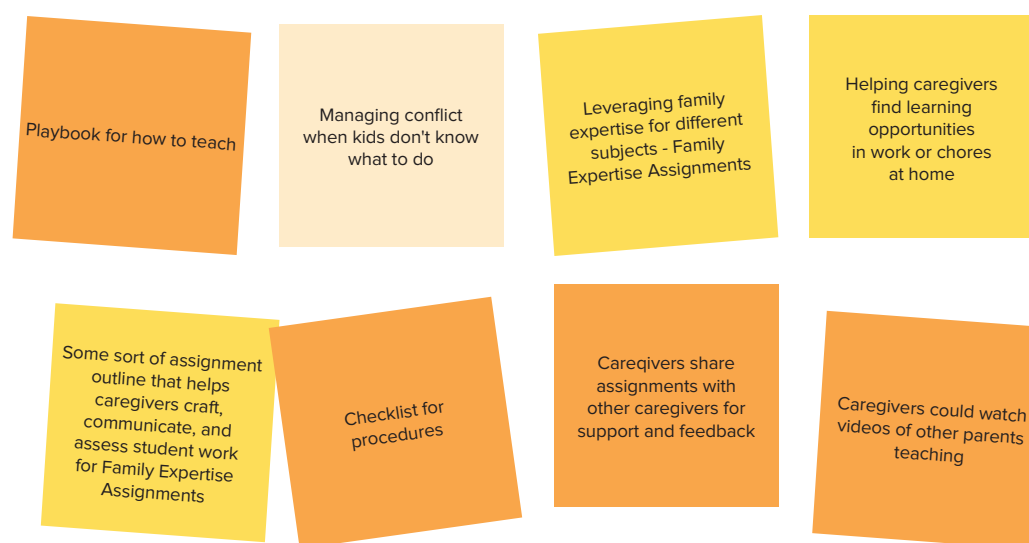 Playbook for how to teach
Managing conflict
when kids don't know
what to do
Leveraging family
expertise for different
subjects - Family
Expertise Assignments
Helping caregivers
find learning
opportunities
in work or chores
at home
Some sort of assignment
outline that helps
caregivers craft,
communicate, and
assess student work
for Family Expertise
Assignments
Checklist for
procedures
Careqivers share
assignments with
other caregivers for
support and feedback
Caregivers could watch
videos of other parents
teaching